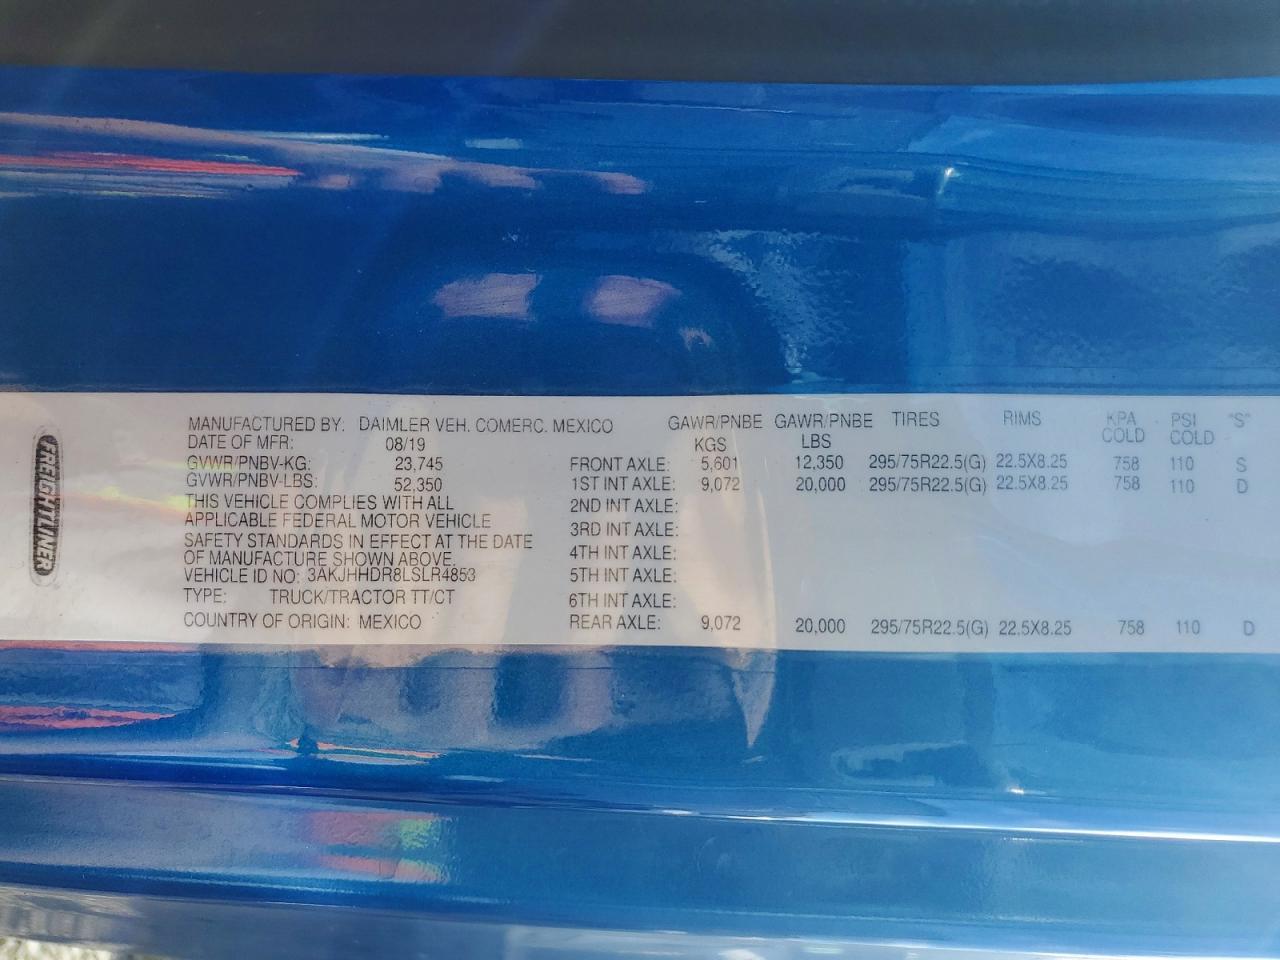 FREIGHTLINER
MANUFACTURED BY: DAIMLER VEH. COMERC. MEXICO
DATE OF MFR: 08/19
GVWR/PNBV-KG: 23,745
GVWR/PNBV-LBS: 52,350
THIS VEHICLE COMPLIES WITH ALL
APPLICABLE FEDERAL MOTOR VEHICLE
SAFETY STANDARDS IN EFFECT AT THE DATE
OF MANUFACTURE SHOWN ABOVE.
VEHICLE ID NO: 3AKJHHDR8LSLR4853
TYPE: TRUCK/TRACTOR TT/CT
COUNTRY OF ORIGIN: MEXICO
GAWR/PNBE GAWR/PNBE TIRES RIMS KPA PSI "S"
KGS LBS COLD COLD
FRONT AXLE: 5,601 12,350 295/75R22.5(G) 22.5X8.25 758 110 S
1ST INT AXLE: 9,072 20,000 295/75R22.5(G) 22.5X8.25 758 110 D
2ND INT AXLE:
3RD INT AXLE:
4TH INT AXLE:
5TH INT AXLE:
6TH INT AXLE:
REAR AXLE: 9,072 20,000 295/75R22.5(G) 22.5X8.25 758 110 D